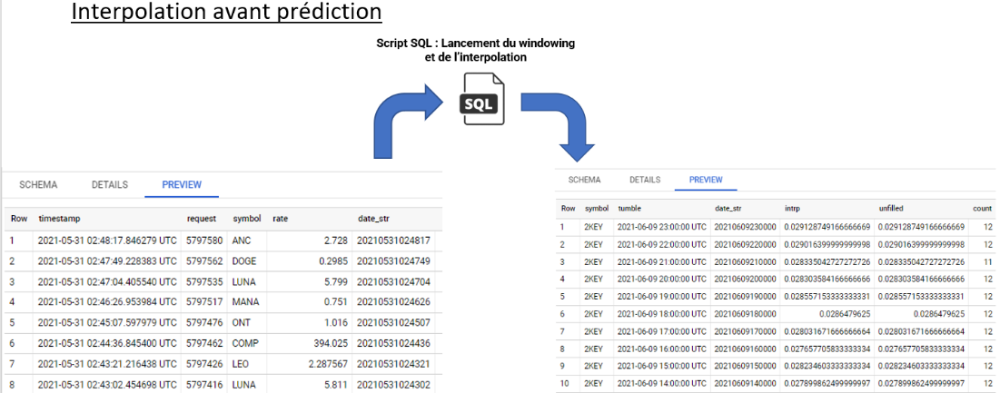 Interpolation avant prédiction
Script SQL : Lancement du windowing
et de l'interpolation
SQL
SCHEMA DETAILS PREVIEW
Row timestamp request symbol rate date_str
1 2021-05-31 02:48:17.846279 UTC 5797580 ANC 2.728 20210531024817
2 2021-05-31 02:47:49.228383 UTC 5797562 DOGE 0.2985 20210531024749
3 2021-05-31 02:47:04.405540 UTC 5797535 LUNA 5.799 20210531024704
4 2021-05-31 02:46:26.953984 UTC 5797517 MANA 0.751 20210531024626
5 2021-05-31 02:45:07.597979 UTC 5797476 ONT 1.016 20210531024507
6 2021-05-31 02:44:36.845400 UTC 5797462 COMP 394.025 20210531024436
7 2021-05-31 02:43:21.216438 UTC 5797426 LEO 2.287567 20210531024321
8 2021-05-31 02:43:02.454698 UTC 5797416 LUNA 5.811 20210531024302
SCHEMA DETAILS PREVIEW
Row symbol tumble date_str intrp unfilled count
1 2KEY 2021-06-09 23:00:00 UTC 20210609230000 0.029128749166666669 0.029128749166666669 12
2 2KEY 2021-06-09 22:00:00 UTC 20210609220000 0.029016399999999998 0.029016399999999998 12
3 2KEY 2021-06-09 21:00:00 UTC 20210609210000 0.028335042727272726 0.028335042727272726 11
4 2KEY 2021-06-09 20:00:00 UTC 20210609200000 0.028303584166666666 0.028303584166666666 12
5 2KEY 2021-06-09 19:00:00 UTC 20210609190000 0.028557153333333331 0.028557153333333331 12
6 2KEY 2021-06-09 18:00:00 UTC 20210609180000 0.0286479625 0.0286479625 12
7 2KEY 2021-06-09 17:00:00 UTC 20210609170000 0.028031671666666664 0.028031671666666664 12
8 2KEY 2021-06-09 16:00:00 UTC 20210609160000 0.027657705833333334 0.027657705833333334 12
9 2KEY 2021-06-09 15:00:00 UTC 20210609150000 0.028234603333333334 0.028234603333333334 12
10 2KEY 2021-06-09 14:00:00 UTC 20210609140000 0.027899862499999997 0.027899862499999997 12